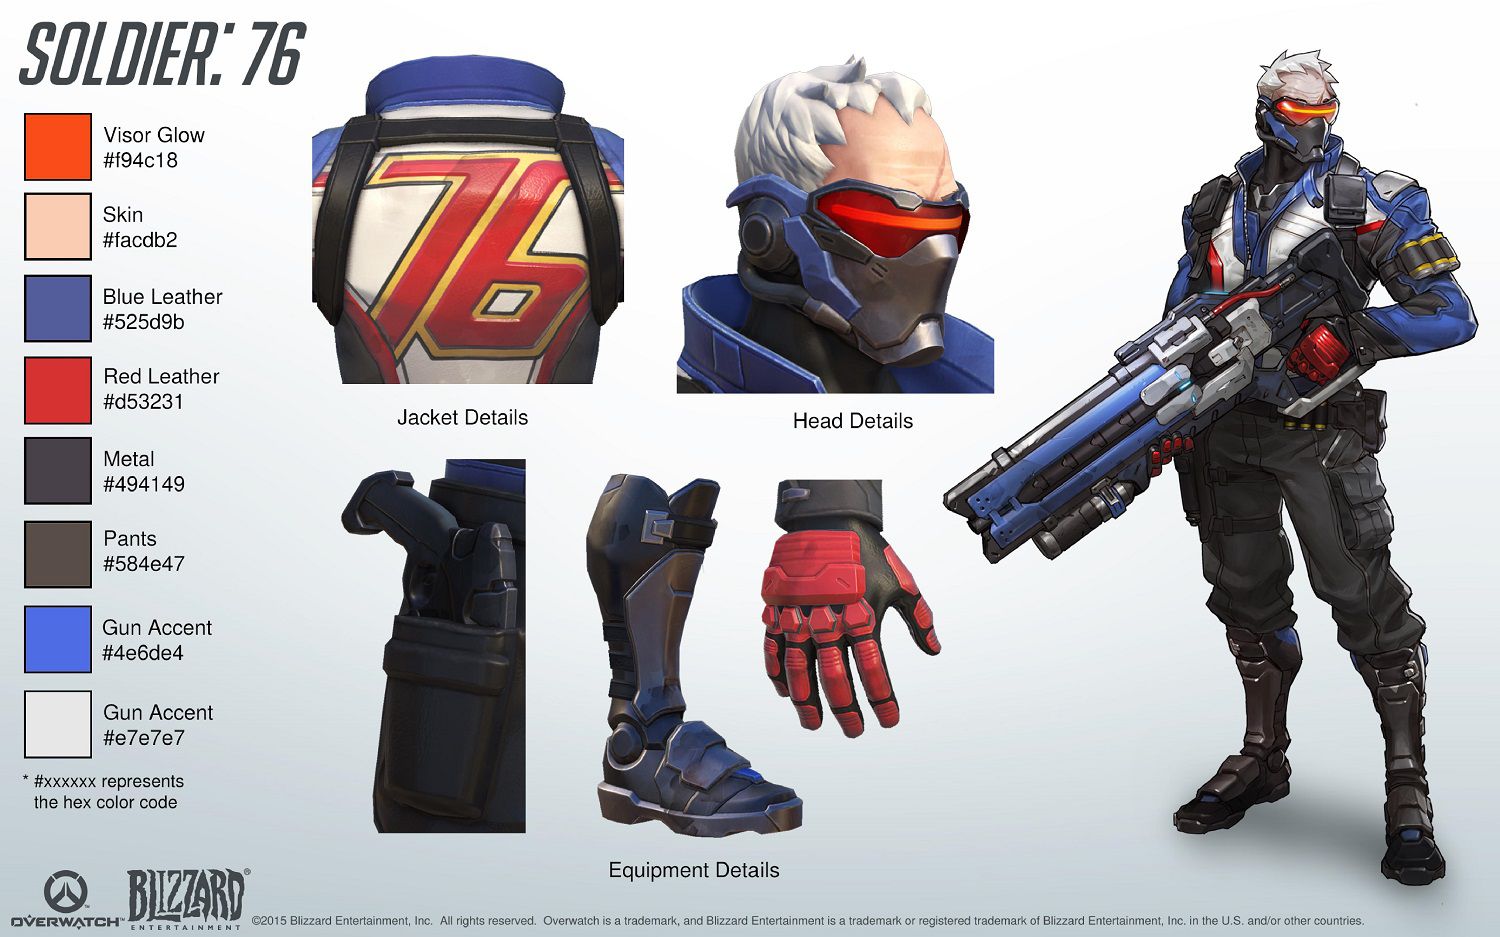 SOLDIER: 76
Visor Glow
#f94c18
Skin
#facdb2
Blue Leather
#525d9b
Red Leather
#d53231
Metal
#494149
Pants
#584e47
Gun Accent
#4e6de4
Gun Accent
#e7e7e7
* #xxxxxx represents
the hex color code
76
Jacket Details
Head Details
Equipment Details
OVERWATCH™
BLIZZARD®
ENTERTAINMENT
©2015 Blizzard Entertainment, Inc. All rights reserved. Overwatch is a trademark, and Blizzard Entertainment is a trademark or registered trademark of Blizzard Entertainment, Inc. in the U.S. and/or other countries.